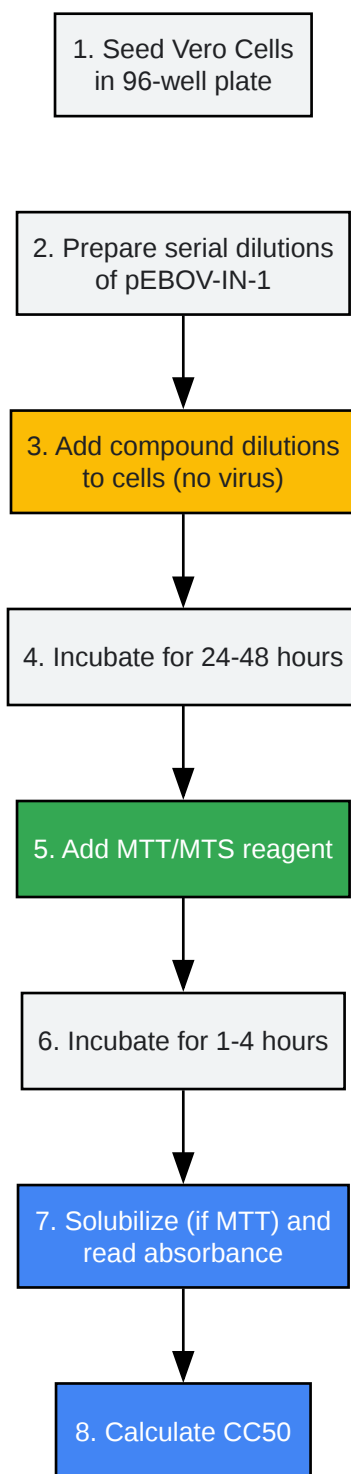 1. Seed Vero Cells
in 96-well plate
2. Prepare serial dilutions
of pEBOV-IN-1
3. Add compound dilutions
to cells (no virus)
4. Incubate for 24-48 hours
5. Add MTT/MTS reagent
6. Incubate for 1-4 hours
7. Solubilize (if MTT) and
read absorbance
8. Calculate CC50